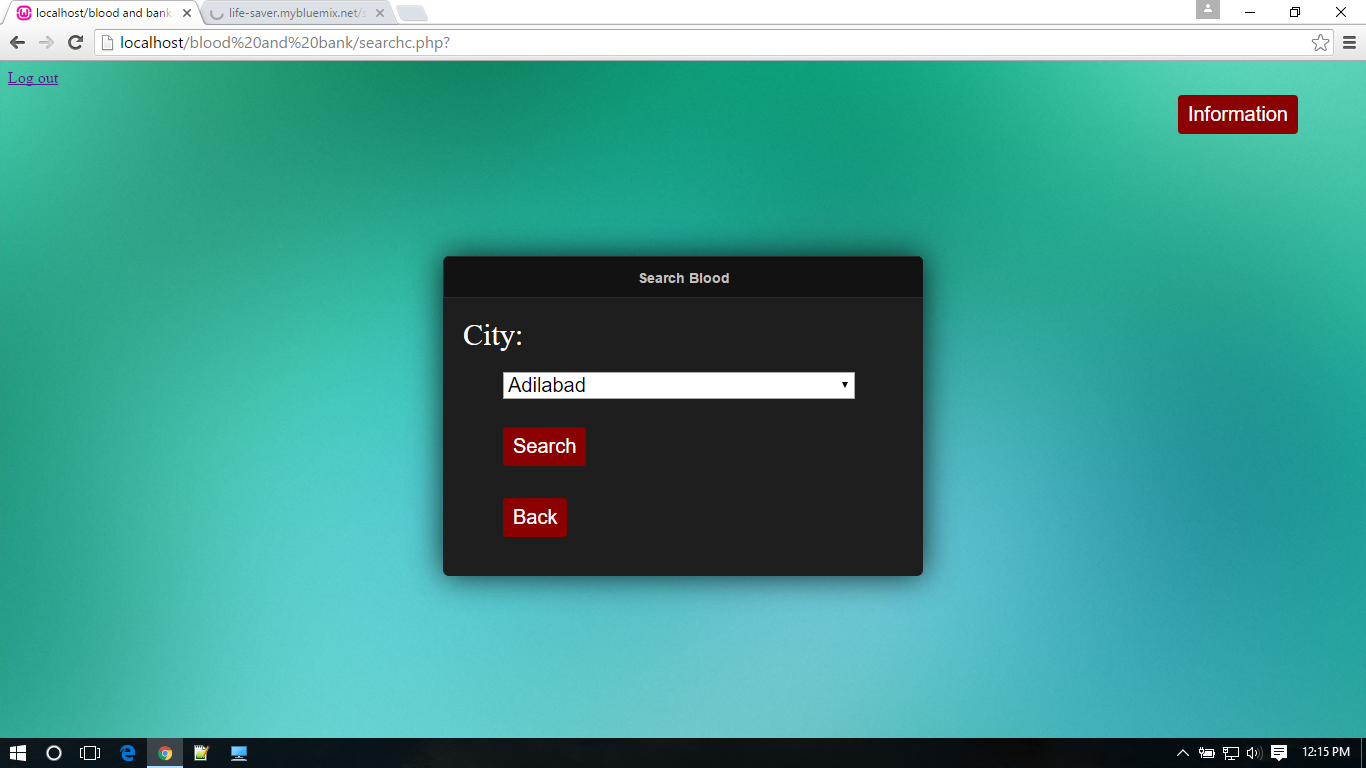 localhost/blood and bank
life-saver.mybluemix.net/s
localhost/blood%20and%20bank/searchc.php?
Log out
Information
Search Blood
City:
Adilabad
Search
Back
12:15 PM